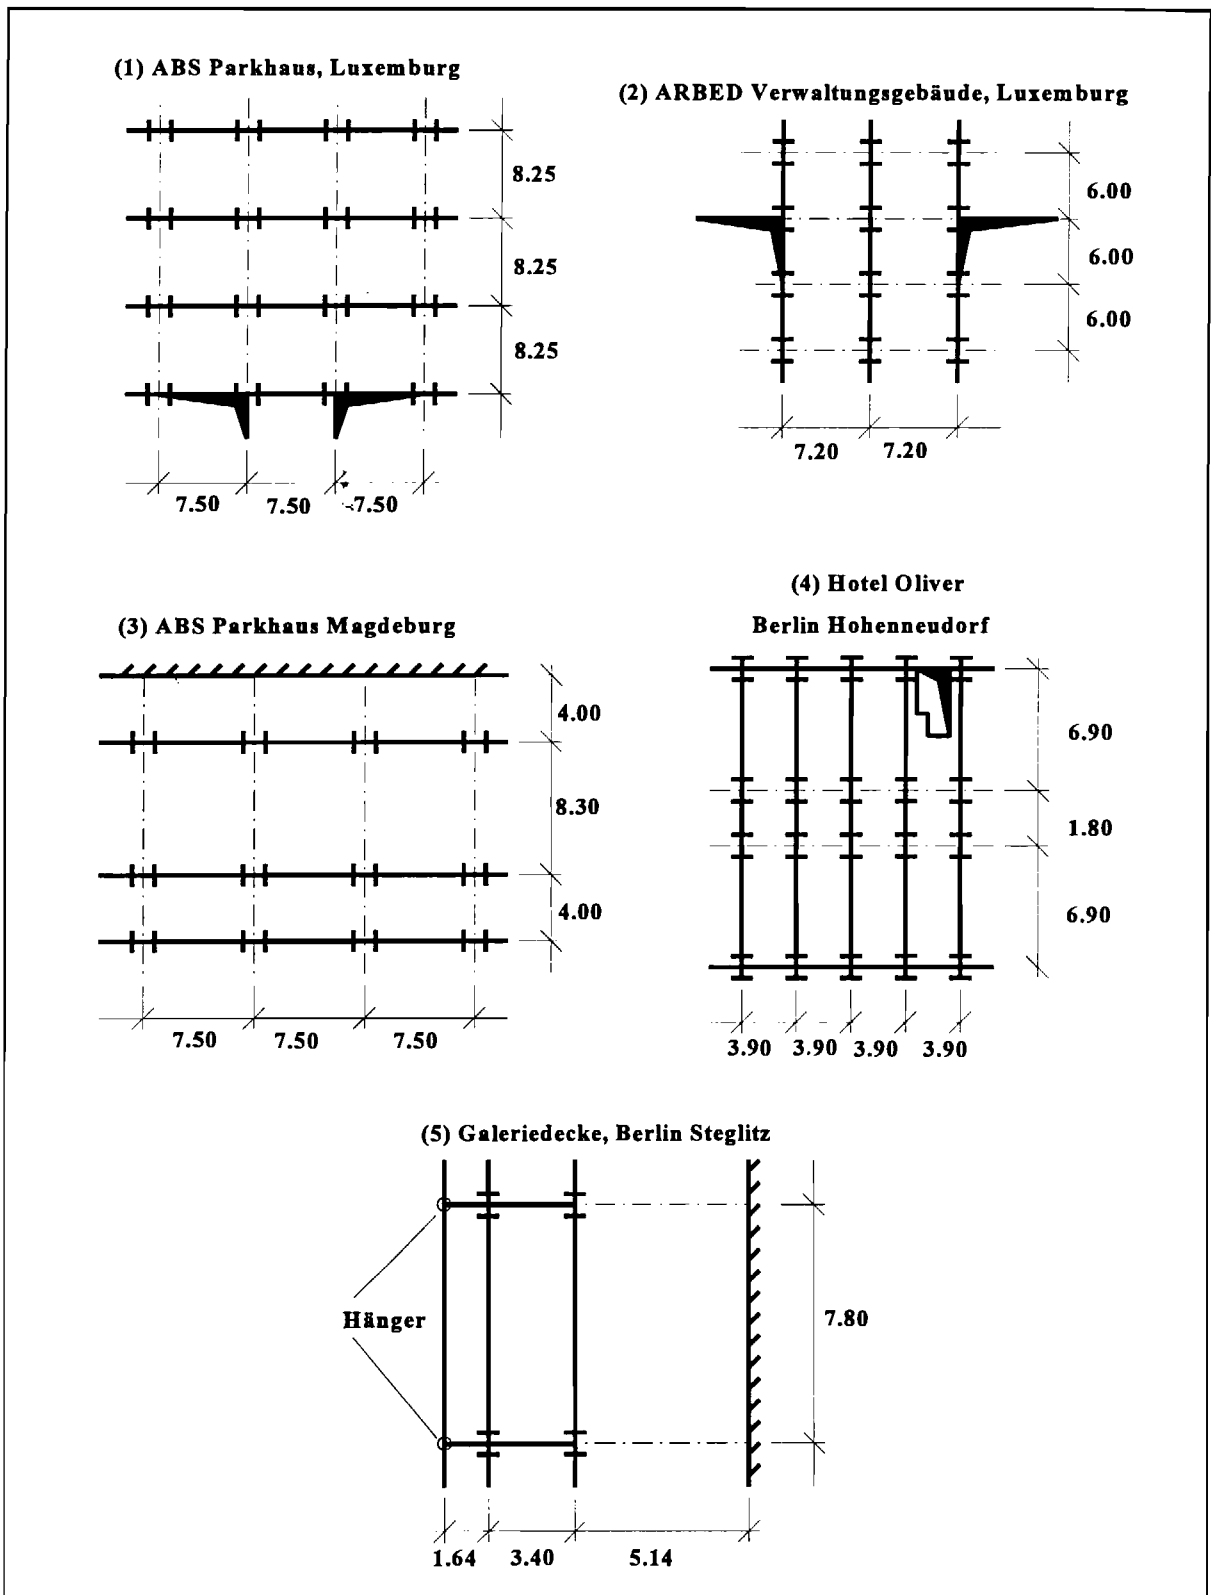 (1) ABS Parkhaus, Luxemburg
8.25
8.25
8.25
7.50 7.50 7.50
(2) ARBED Verwaltungsgebäude, Luxemburg
6.00
6.00
6.00
7.20 7.20
(3) ABS Parkhaus Magdeburg
4.00
8.30
4.00
7.50 7.50 7.50
(4) Hotel Oliver
Berlin Hohenneudorf
6.90
1.80
6.90
3.90 3.90 3.90 3.90
(5) Galeriedecke, Berlin Steglitz
Hänger
7.80
1.64 3.40 5.14